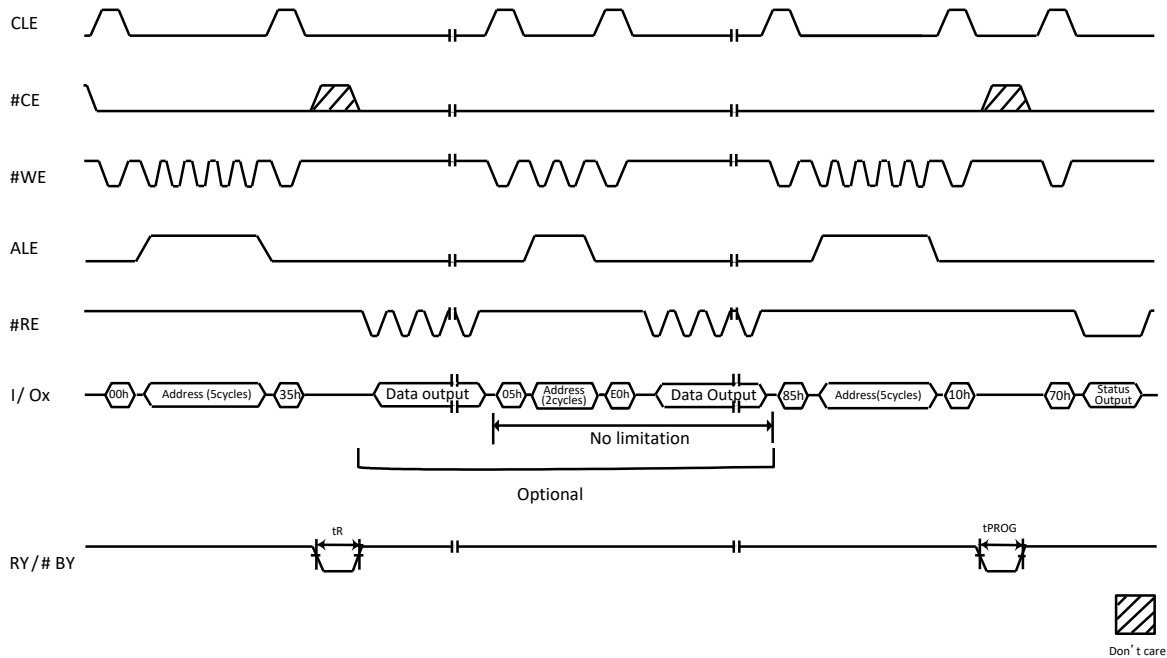 CLE
#CE
#WE
ALE
#RE
I/ Ox
00h
Address (5cycles)
35h
Data output
05h
Address
(2cycles)
E0h
Data Output
85h
Address(5cycles)
10h
70h
Status
Output
No limitation
Optional
RY/# BY
tR
tPROG
Don't care